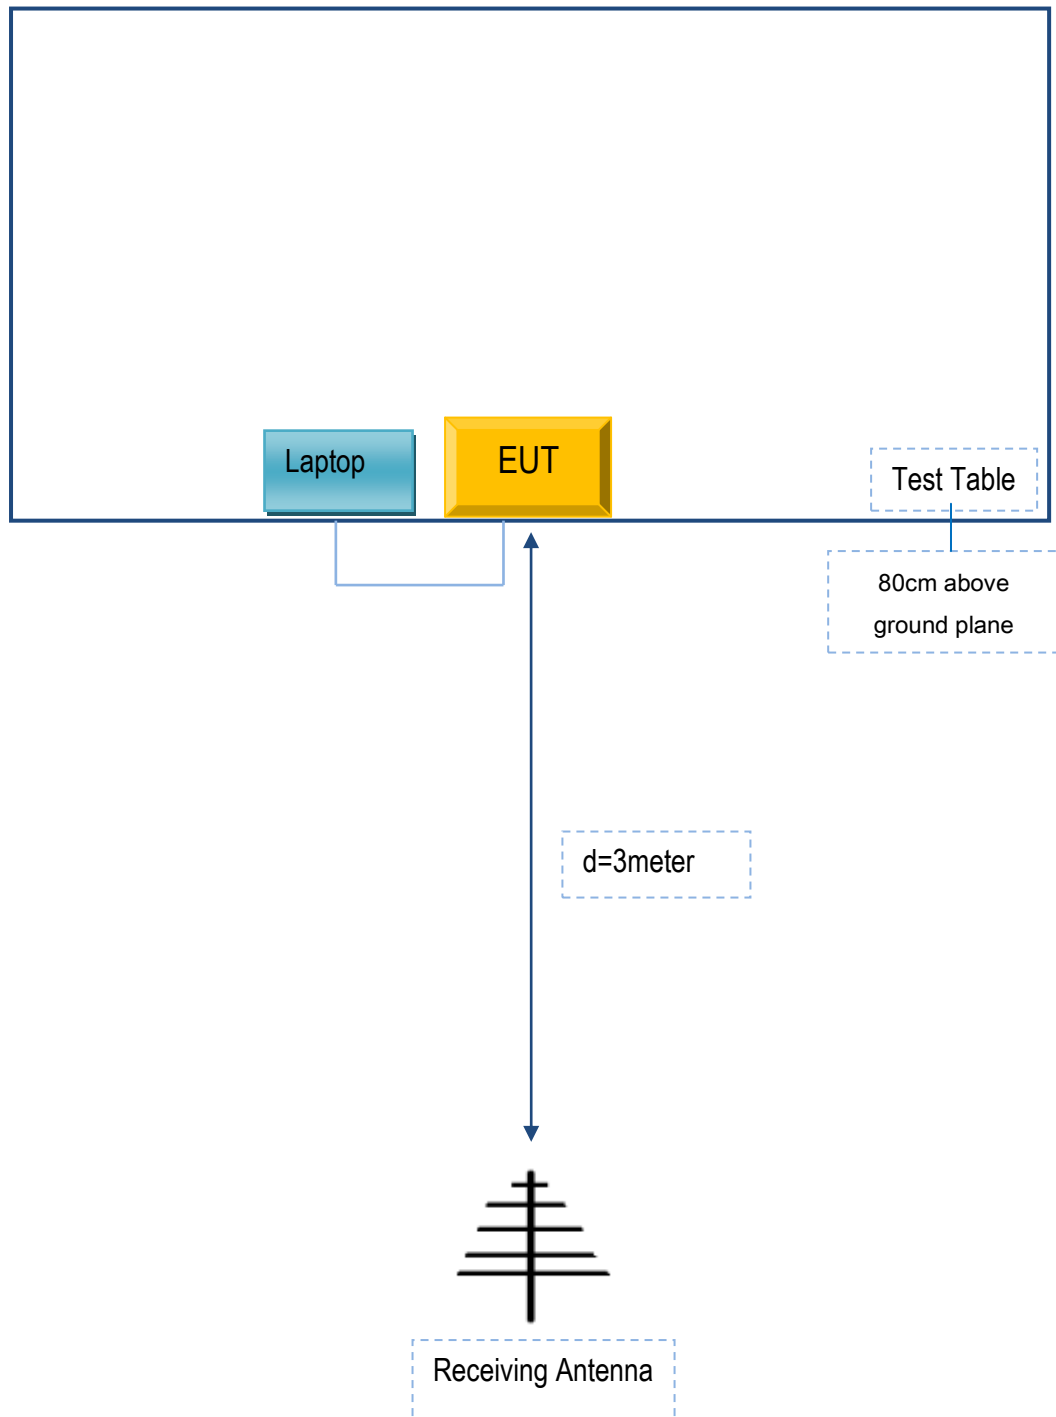 Laptop
EUT
Test Table
80cm above
ground plane
d=3meter
Receiving Antenna